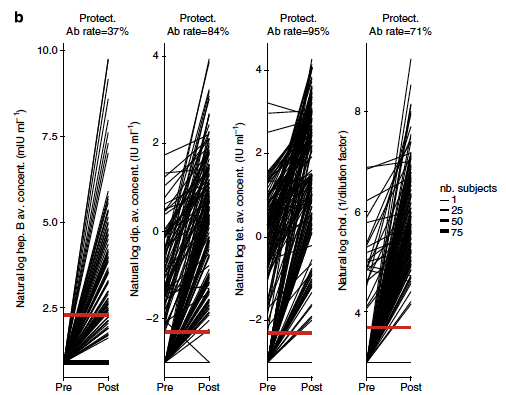 b
Protect.
Ab rate=37%
Protect.
Ab rate=84%
Protect.
Ab rate=95%
Protect.
Ab rate=71%
Natural log hep. B av. concent. (mIU ml⁻¹)
10.0
7.5
5.0
2.5
Pre Post
Natural log dip. av. concent. (IU ml⁻¹)
4
2
0
−2
Pre Post
Natural log tet. av. concent. (IU ml⁻¹)
4
2
0
−2
Pre Post
Natural log chol. (1/dilution factor)
8
6
4
Pre Post
nb. subjects
1
25
50
75